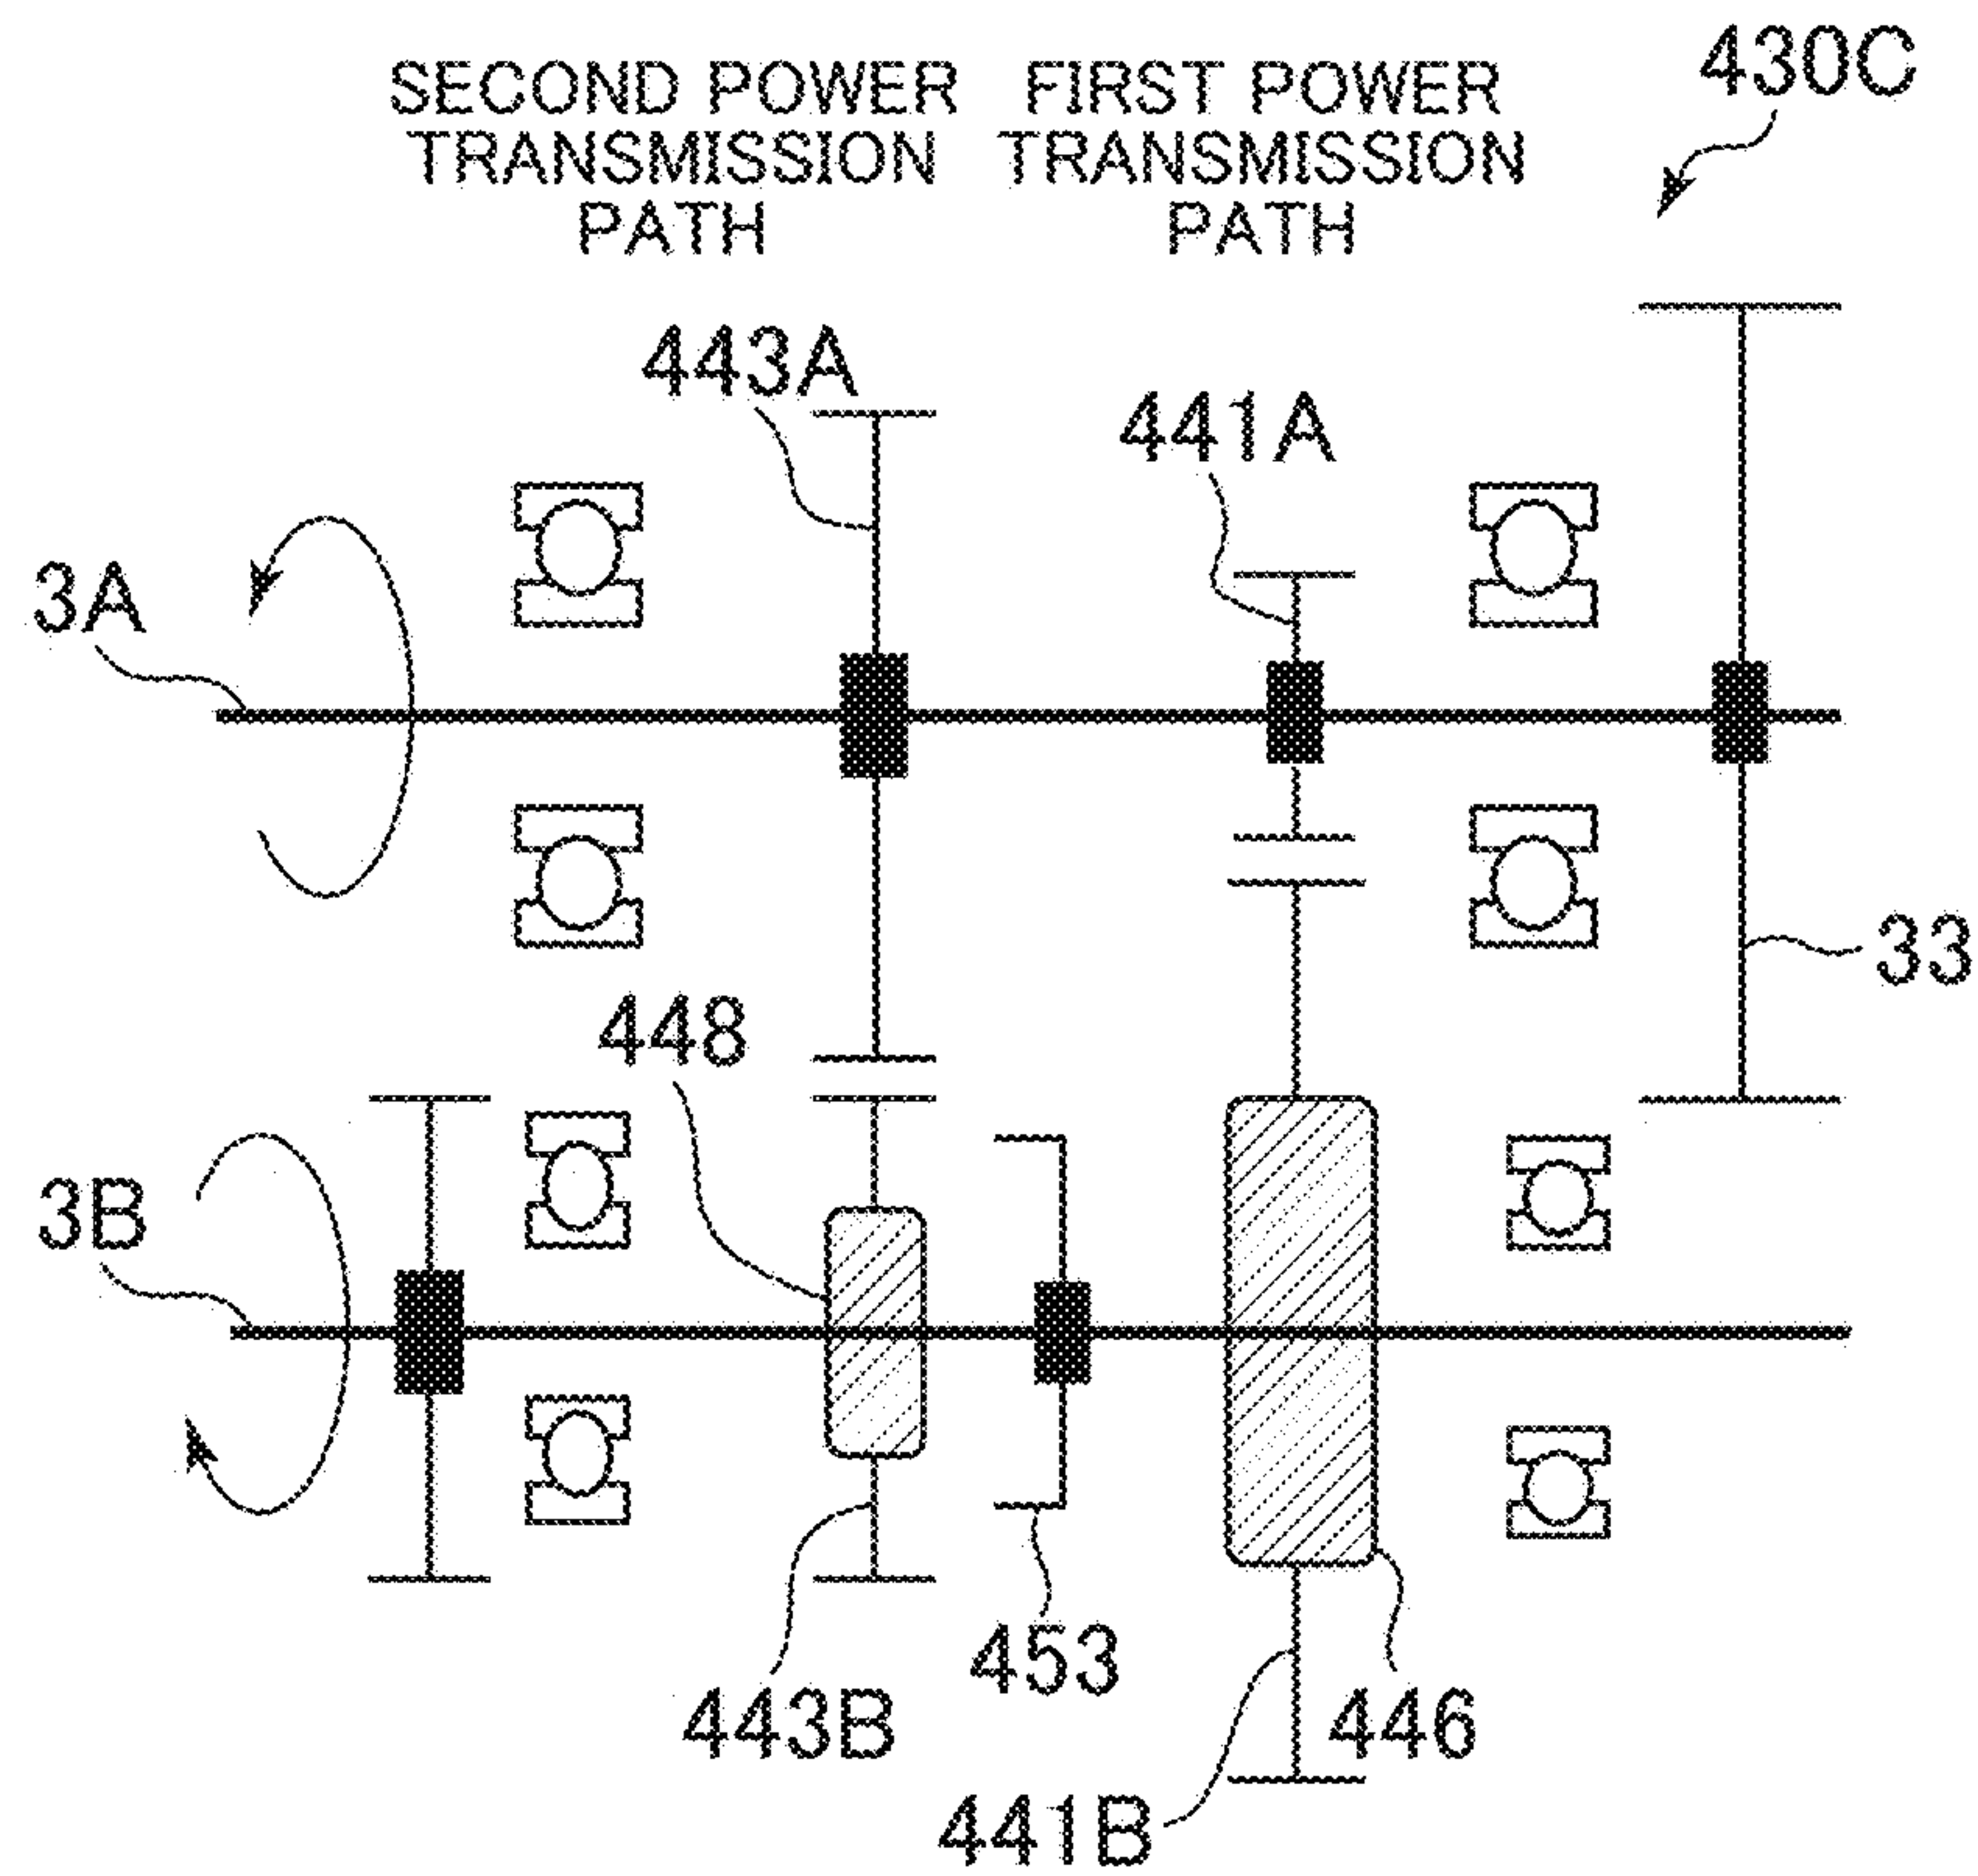 430C
SECOND POWER
TRANSMISSION
PATH
FIRST POWER
TRANSMISSION
PATH
443A
441A
3A
33
448
3B
453
443B
446
441B